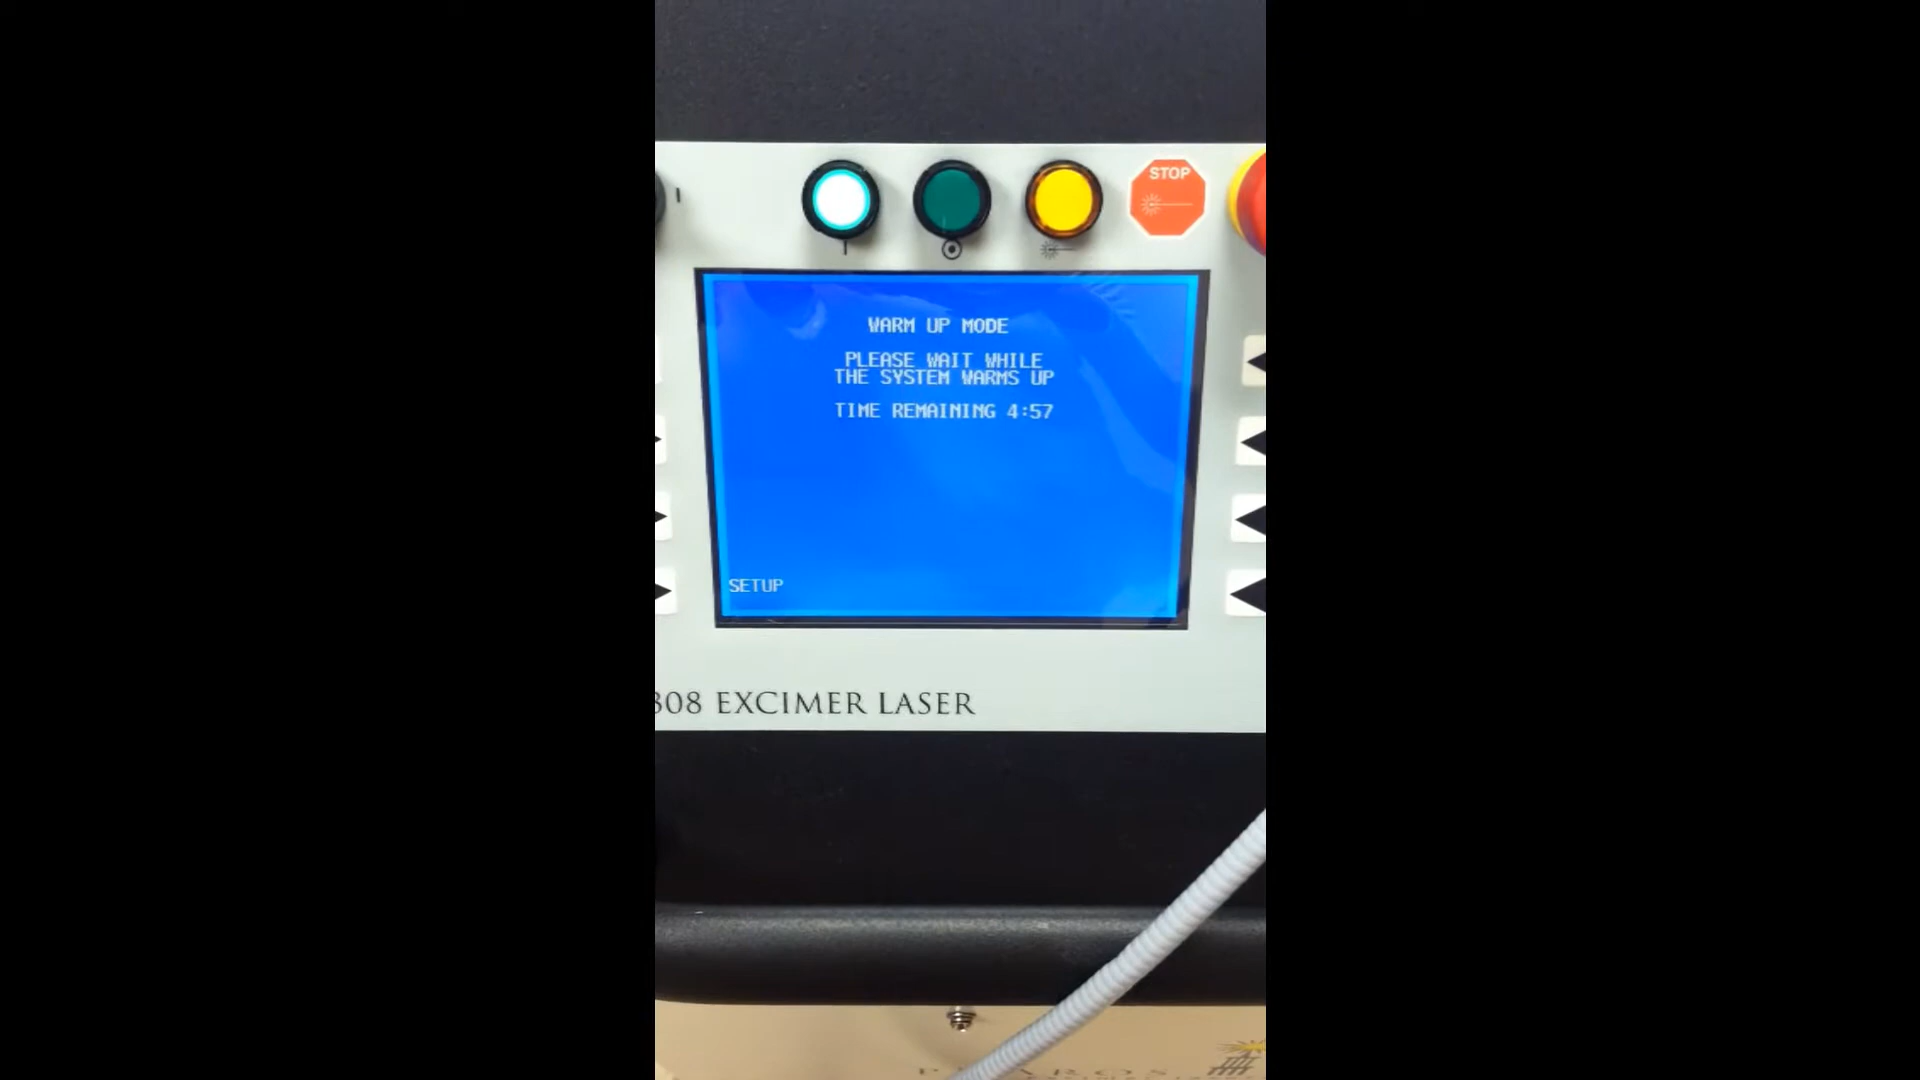 STOP
WARM UP MODE
PLEASE WAIT WHILE
THE SYSTEM WARMS UP
TIME REMAINING 4:57
SETUP
308 EXCIMER LASER